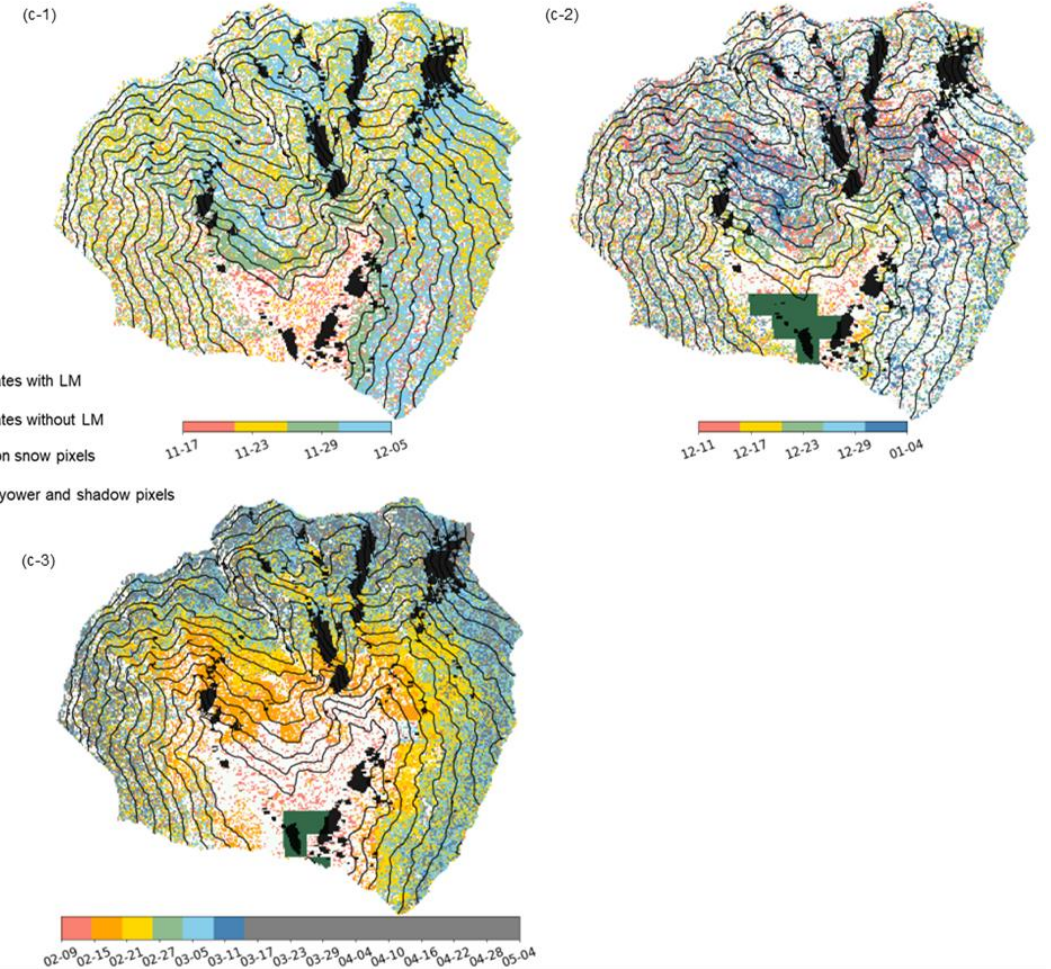 (c-1)
(c-2)
tes with LM
tes without LM
on snow pixels
yower and shadow pixels
11-17 11-23 11-29 12-05
12-11 12-17 12-23 12-29 01-04
(c-3)
02-09 02-15 02-21 02-27 03-05 03-11 03-17 03-23 03-29 04-04 04-10 04-16 04-22 04-28 05-04